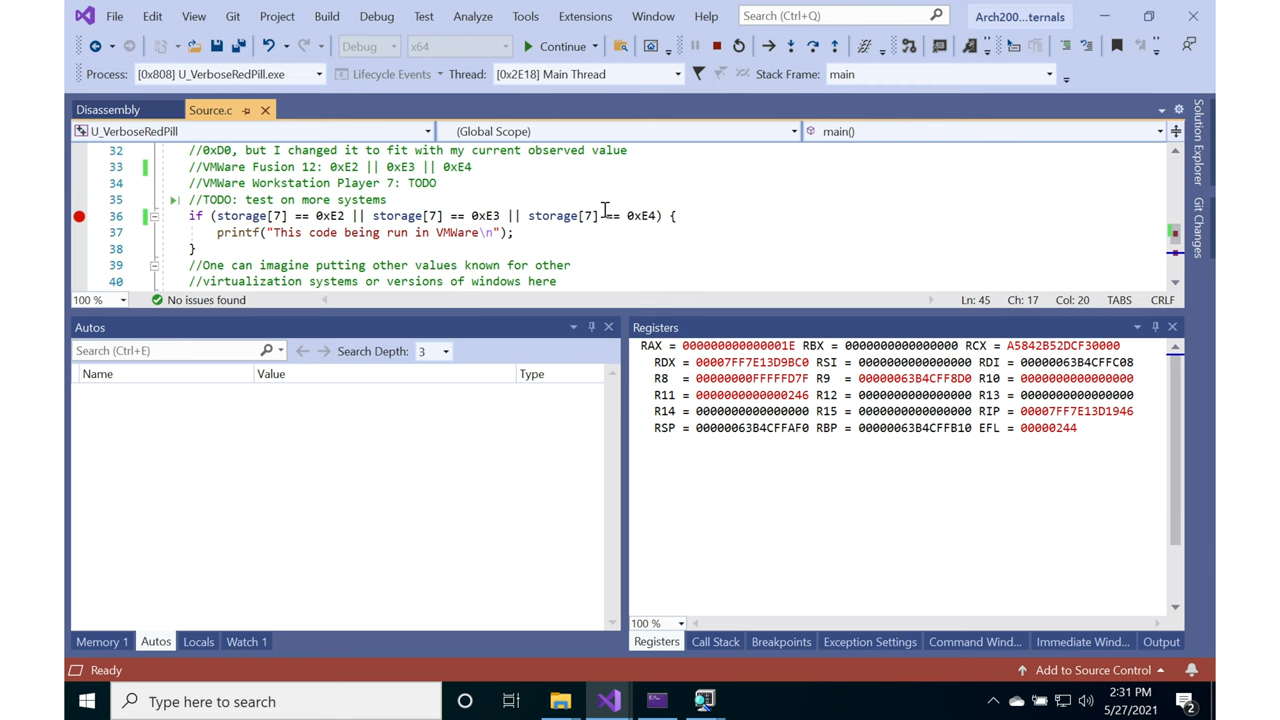 File Edit View Git Project Build Debug Test Analyze Tools Extensions Window Help Search (Ctrl+Q) Arch200...ternals
Debug x64 Continue
Process: [0x808] U_VerboseRedPill.exe Lifecycle Events Thread: [0x2E18] Main Thread Stack Frame: main
Disassembly Source.c
U_VerboseRedPill (Global Scope) main()
32 //0xD0, but I changed it to fit with my current observed value
33 //VMWare Fusion 12: 0xE2 || 0xE3 || 0xE4
34 //VMWare Workstation Player 7: TODO
35 //TODO: test on more systems
36 if (storage[7] == 0xE2 || storage[7] == 0xE3 || storage[7] == 0xE4) {
37 printf("This code being run in VMWare\n");
38 }
39 //One can imagine putting other values known for other
40 //virtualization systems or versions of windows here
100 % No issues found Ln: 45 Ch: 17 Col: 20 TABS CRLF
Autos
Search (Ctrl+E) Search Depth: 3
Name Value Type
Registers
RAX = 000000000000001E RBX = 0000000000000000 RCX = A5842B52DCF30000
RDX = 00007FF7E13D9BC0 RSI = 0000000000000000 RDI = 00000063B4CFFC08
R8 = 00000000FFFFFD7F R9 = 00000063B4CFF8D0 R10 = 0000000000000000
R11 = 0000000000000246 R12 = 0000000000000000 R13 = 0000000000000000
R14 = 0000000000000000 R15 = 0000000000000000 RIP = 00007FF7E13D1946
RSP = 00000063B4CFFAF0 RBP = 00000063B4CFFB10 EFL = 00000244
100 %
Memory 1 Autos Locals Watch 1
Registers Call Stack Breakpoints Exception Settings Command Wind... Immediate Wind... Output
Solution Explorer
Git Changes
Ready Add to Source Control
Type here to search
2:31 PM
5/27/2021
2